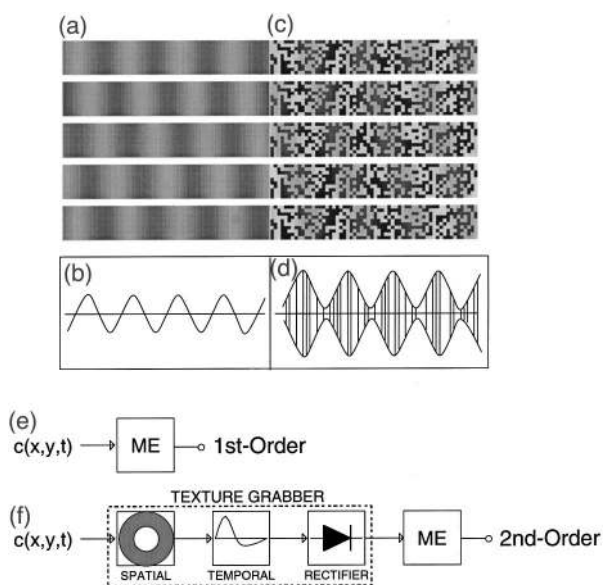 (a)
(c)
(b)
(d)
(e)
c(x,y,t)
ME
1st-Order
TEXTURE GRABBER
(f)
c(x,y,t)
SPATIAL
TEMPORAL
RECTIFIER
ME
2nd-Order